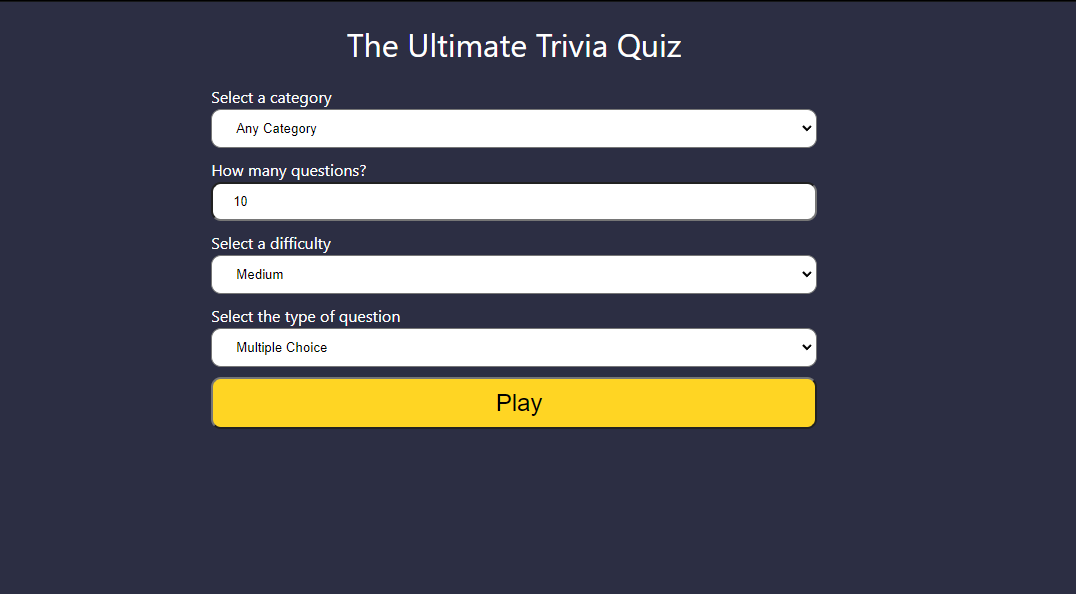 The Ultimate Trivia Quiz
Select a category
Any Category
How many questions?
10
Select a difficulty
Medium
Select the type of question
Multiple Choice
Play